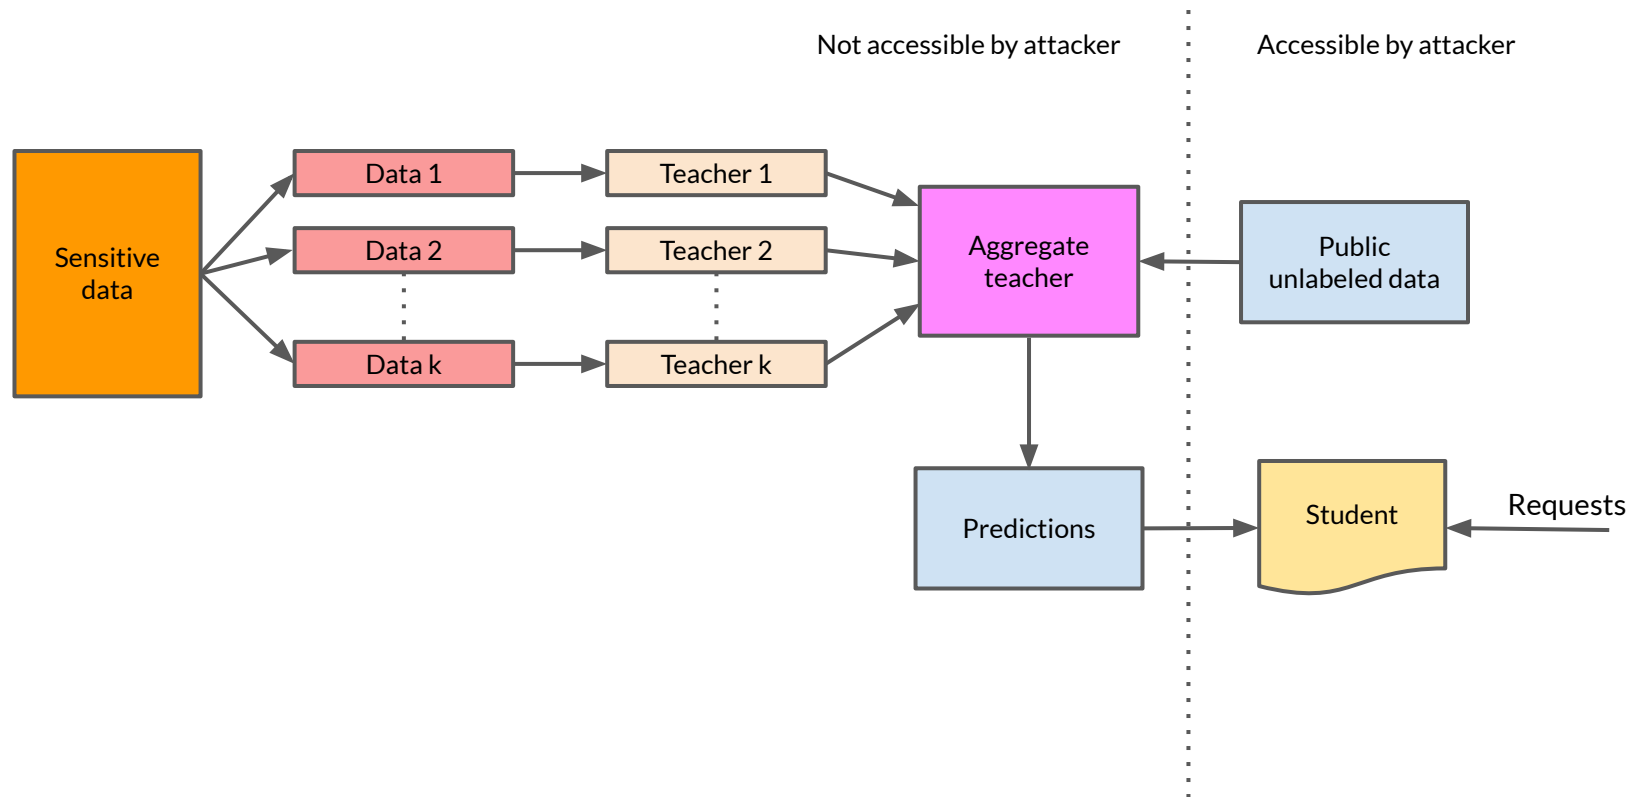 Not accessible by attacker
Accessible by attacker
Sensitive
data
Data 1
Teacher 1
Data 2
Teacher 2
Data k
Teacher k
Aggregate
teacher
Public
unlabeled data
Predictions
Student
Requests